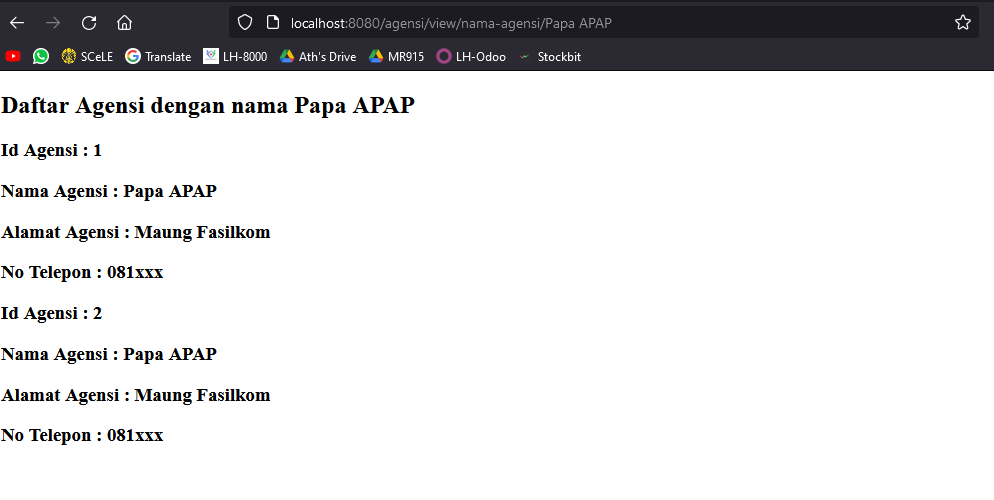 localhost:8080/agensi/view/nama-agensi/Papa APAP
SCeLE Translate LH-8000 Ath's Drive MR915 LH-Odoo Stockbit
Daftar Agensi dengan nama Papa APAP
Id Agensi : 1
Nama Agensi : Papa APAP
Alamat Agensi : Maung Fasilkom
No Telepon : 081xxx
Id Agensi : 2
Nama Agensi : Papa APAP
Alamat Agensi : Maung Fasilkom
No Telepon : 081xxx